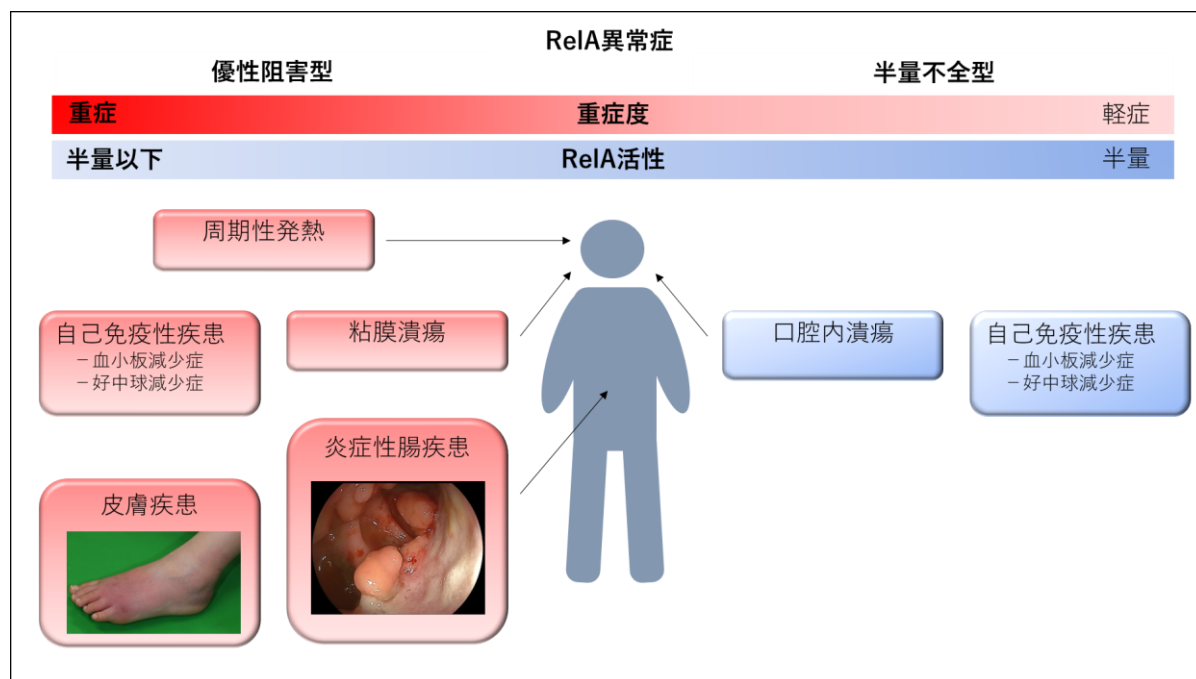 RelA異常症
優性阻害型
半量不全型
重症
重症度
軽症
半量以下
RelA活性
半量
周期性発熱
自己免疫性疾患
－血小板減少症
－好中球減少症
粘膜潰瘍
口腔内潰瘍
自己免疫性疾患
－血小板減少症
－好中球減少症
炎症性腸疾患
皮膚疾患